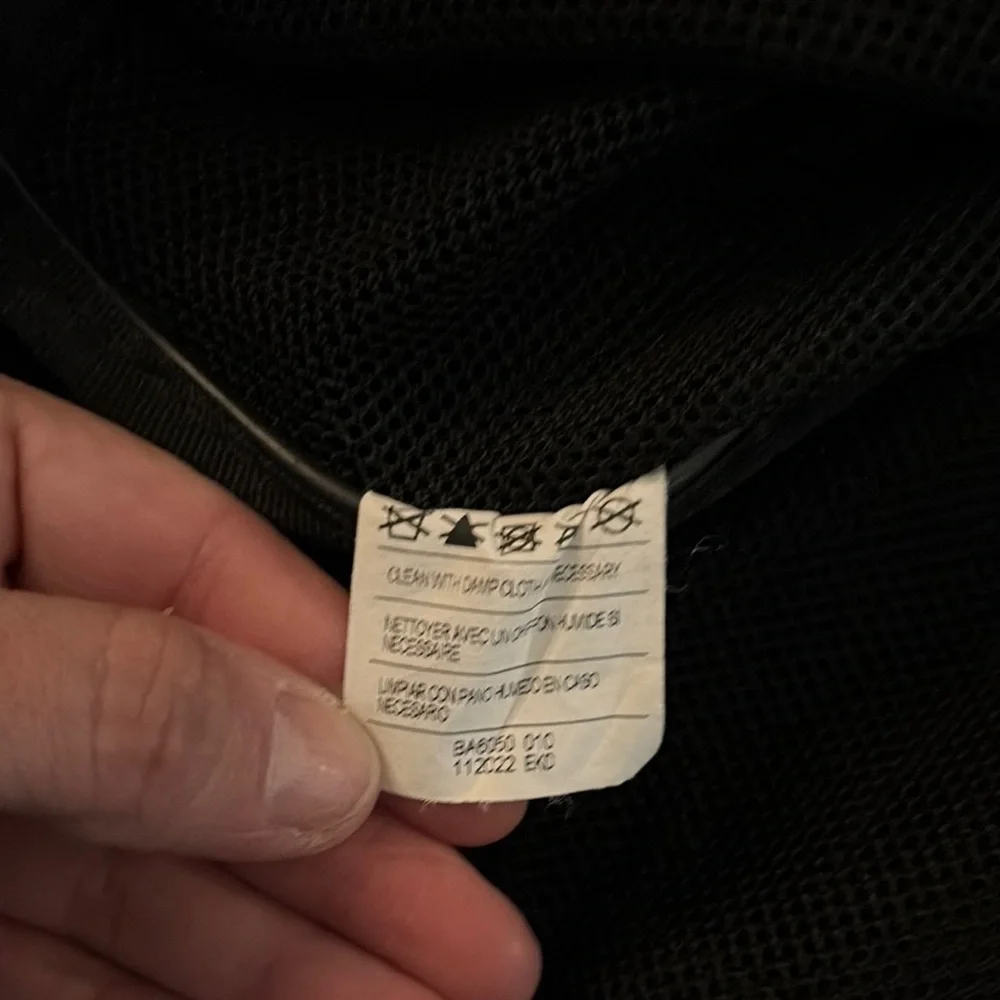 CLEAN WITH DAMP CLOTH NECESSARY
NETTOYER AVEC UN CHIFFON HUMIDE SI
NECESSAIRE
LIMPIAR CON PANO HUMEDO EN CASO
NECESARIO
BA6050 010
112022 EKD